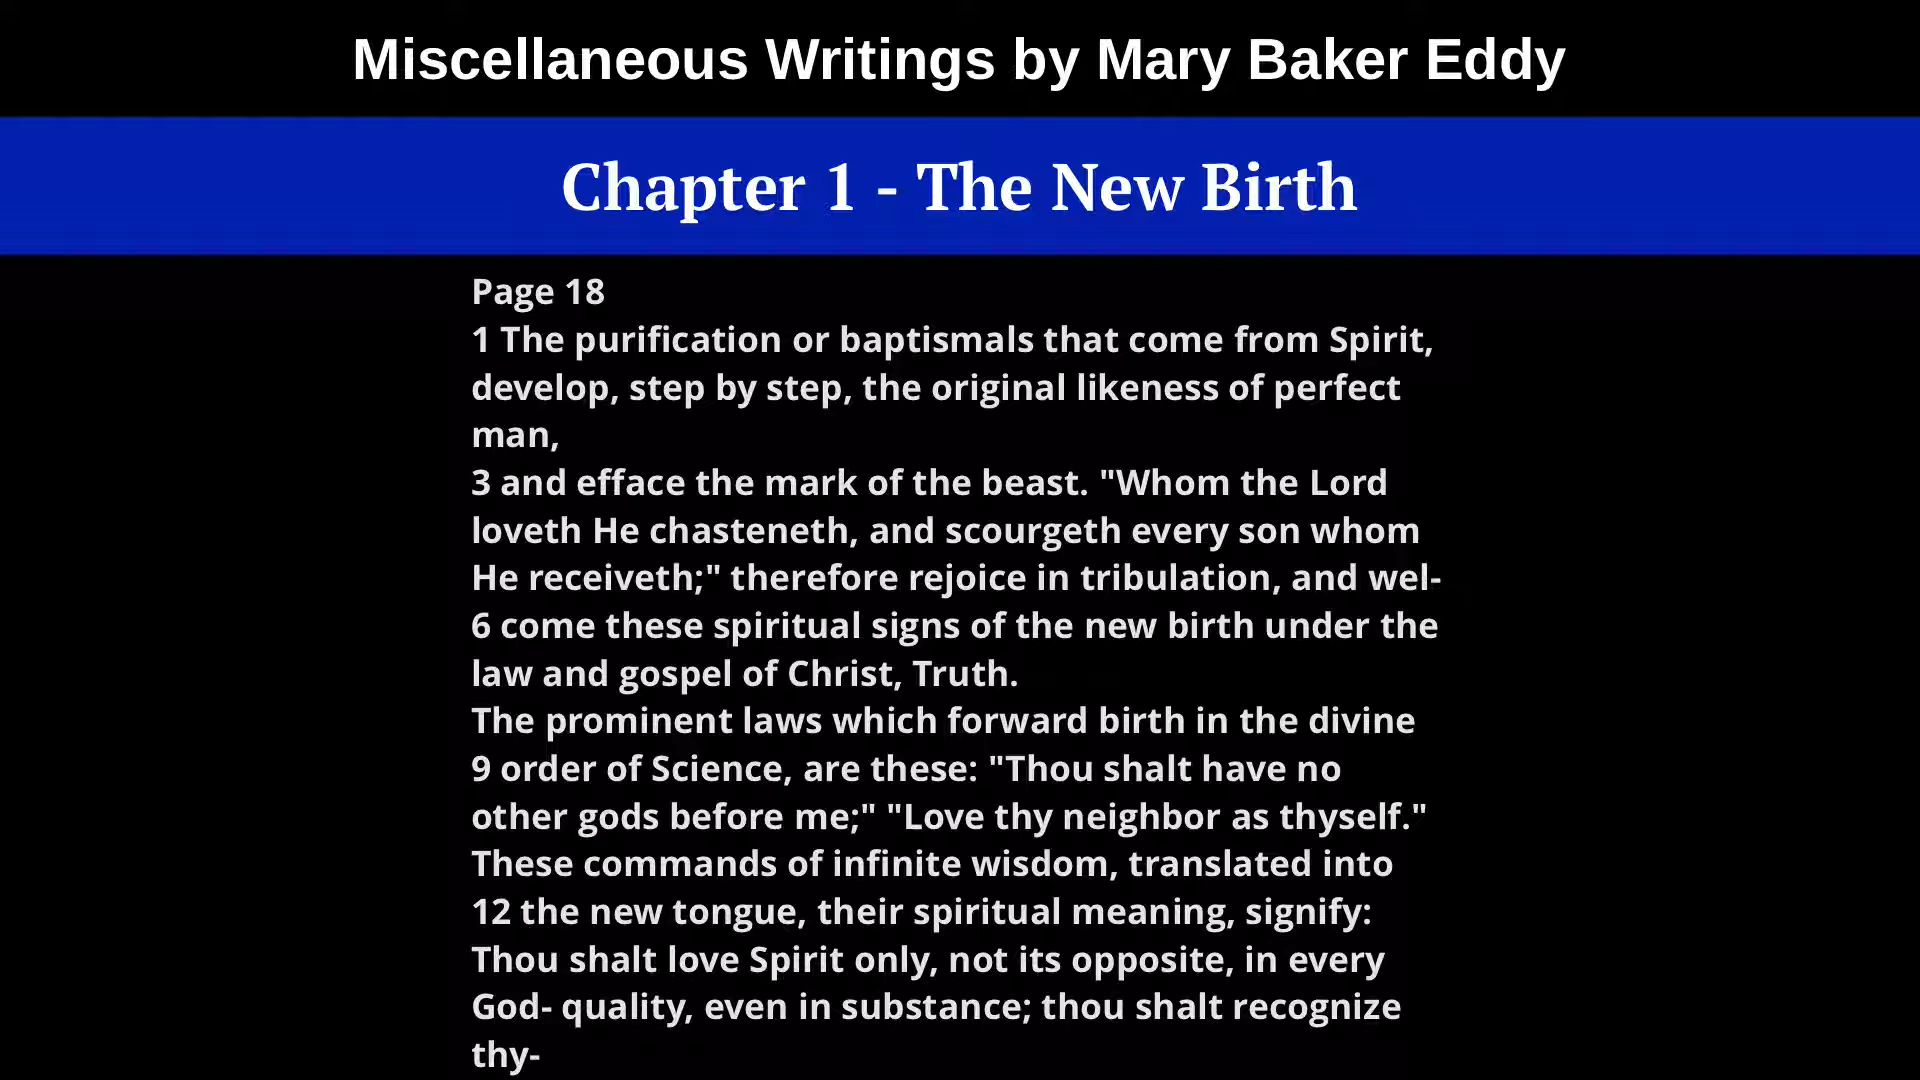 Miscellaneous Writings by Mary Baker Eddy
Chapter 1 - The New Birth
Page 18
1 The purification or baptismals that come from Spirit,
develop, step by step, the original likeness of perfect
man,
3 and efface the mark of the beast. "Whom the Lord
loveth He chasteneth, and scourgeth every son whom
He receiveth;" therefore rejoice in tribulation, and wel-
6 come these spiritual signs of the new birth under the
law and gospel of Christ, Truth.
The prominent laws which forward birth in the divine
9 order of Science, are these: "Thou shalt have no
other gods before me;" "Love thy neighbor as thyself."
These commands of infinite wisdom, translated into
12 the new tongue, their spiritual meaning, signify:
Thou shalt love Spirit only, not its opposite, in every
God- quality, even in substance; thou shalt recognize
thy-